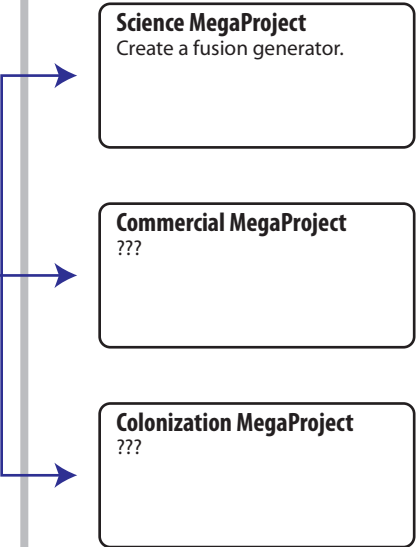 Science MegaProject
Create a fusion generator.
Commercial MegaProject
???
Colonization MegaProject
???